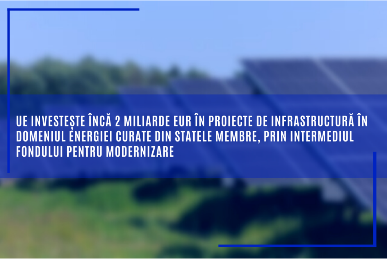 UE INVESTEȘTE ÎNCĂ 2 MILIARDE EUR ÎN PROIECTE DE INFRASTRUCTURĂ ÎN
DOMENIUL ENERGIEI CURATE DIN STATELE MEMBRE, PRIN INTERMEDIUL
FONDULUI PENTRU MODERNIZARE